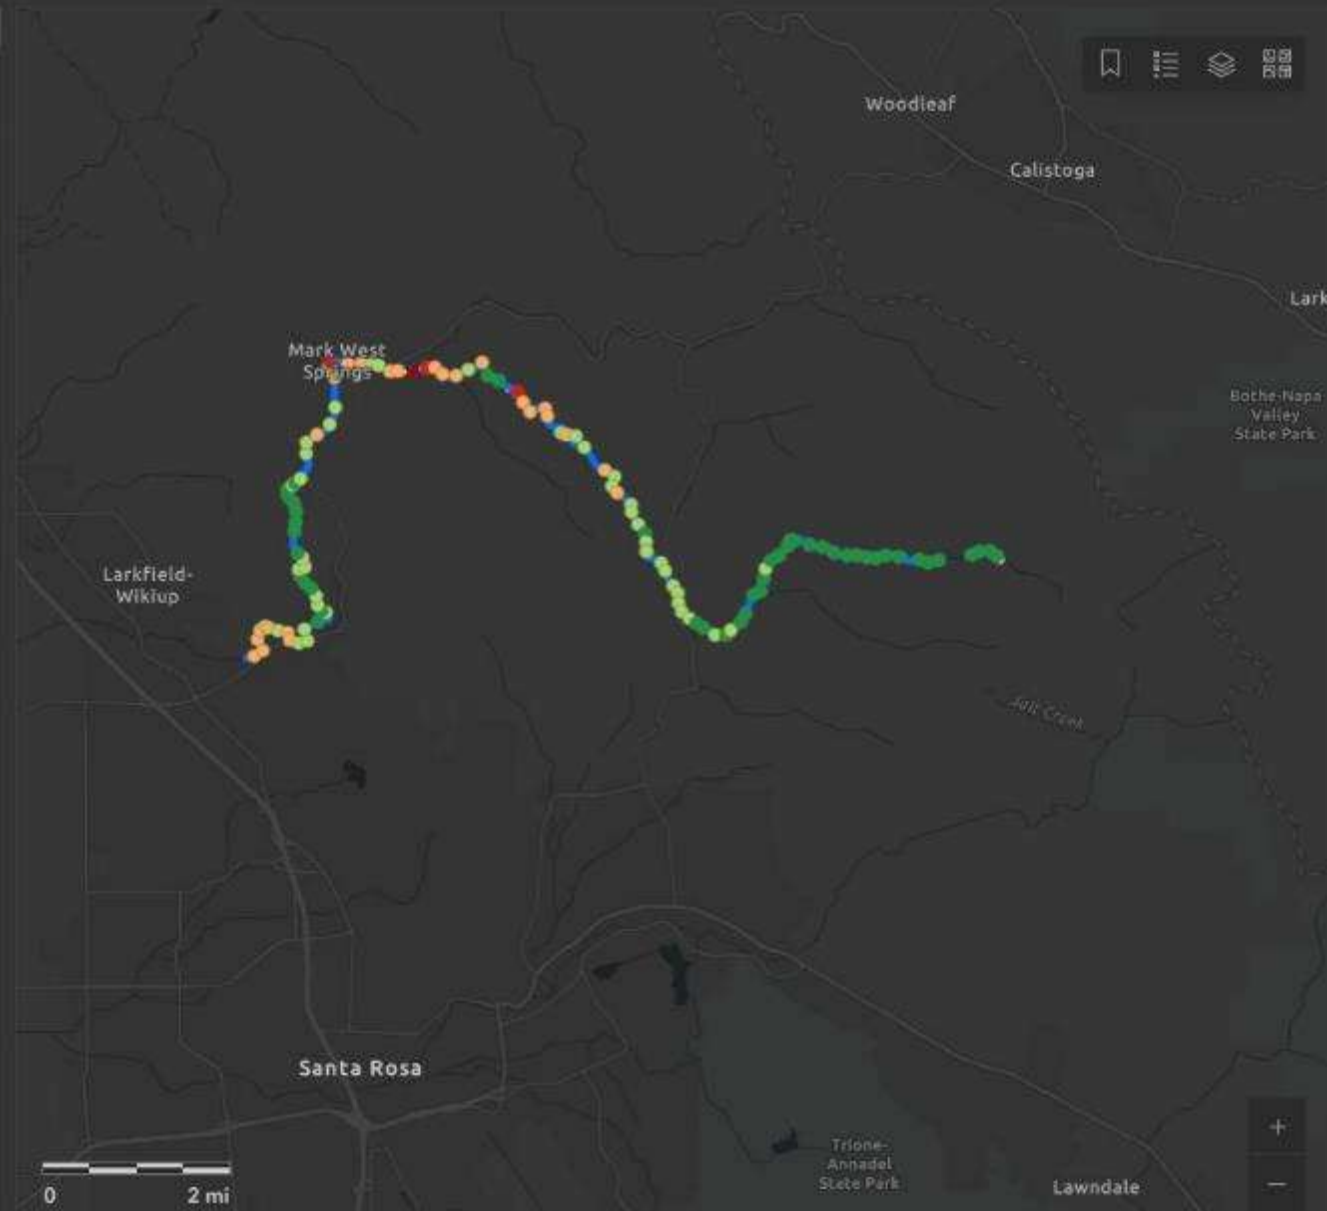 Woodleaf
Calistoga
Lark
Mark West
Springs
Bothe-Napa
Valley
State Park
Larkfield-
Wikiup
Santa Rosa
Trione-
Annadel
State Park
Lawndale
0 2 mi
+
−